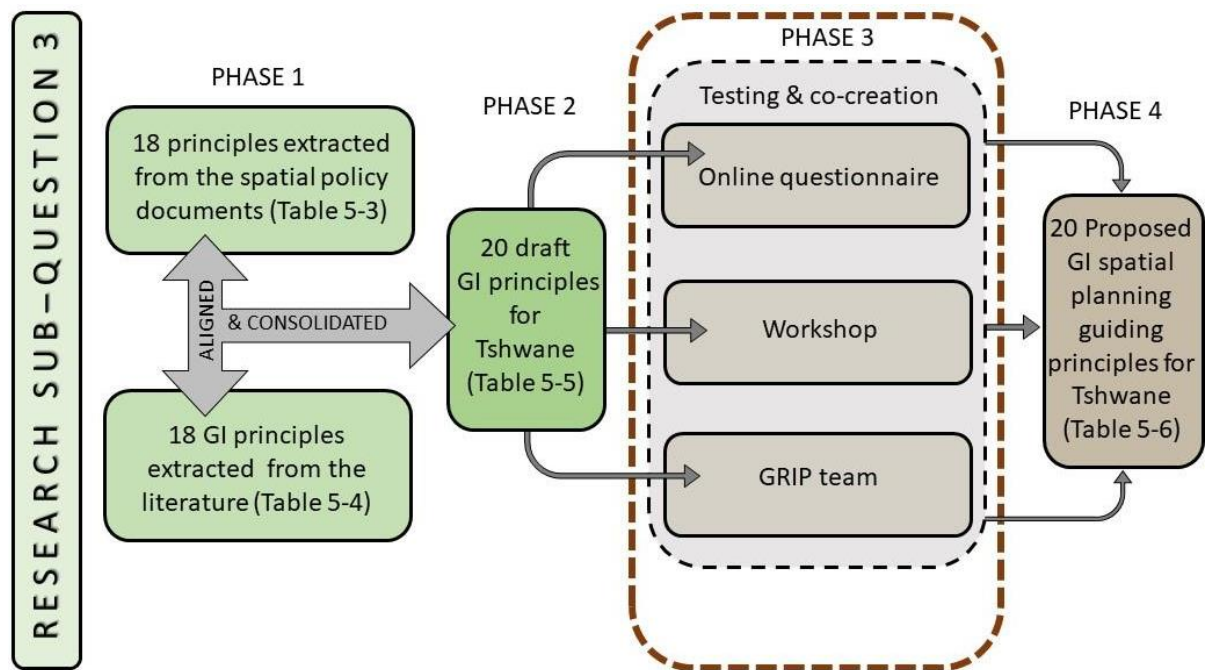 RESEARCH SUB-QUESTION 3
PHASE 1
18 principles extracted
from the spatial policy
documents (Table 5-3)
ALIGNED
& CONSOLIDATED
18 GI principles
extracted from the
literature (Table 5-4)
PHASE 2
20 draft
GI principles
for
Tshwane
(Table 5-5)
PHASE 3
Testing & co-creation
Online questionnaire
Workshop
GRIP team
PHASE 4
20 Proposed
GI spatial
planning
guiding
principles for
Tshwane
(Table 5-6)